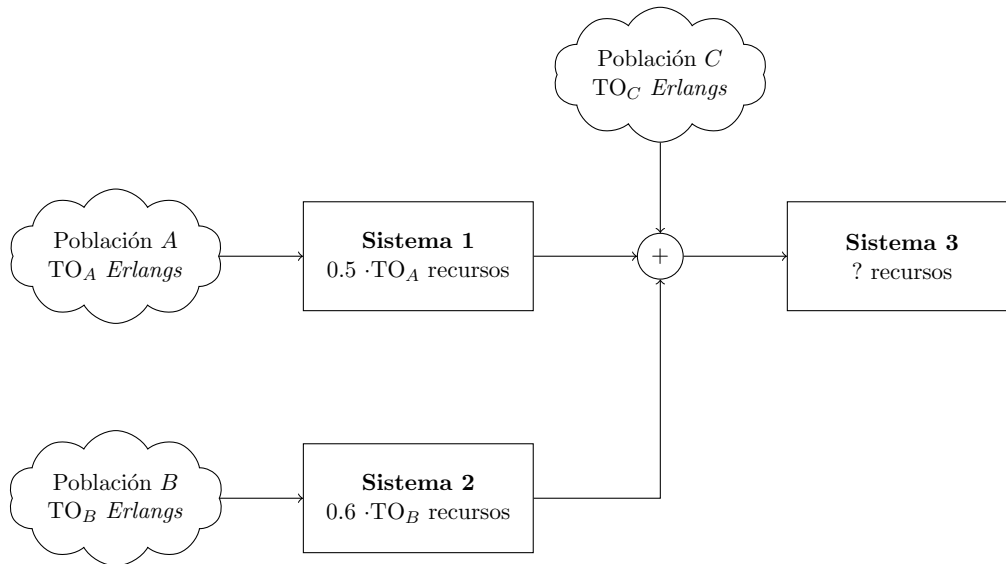 Población C
TO_C Erlangs
Población A
TO_A Erlangs
Sistema 1
0.5 ·TO_A recursos
+
Sistema 3
? recursos
Población B
TO_B Erlangs
Sistema 2
0.6 ·TO_B recursos